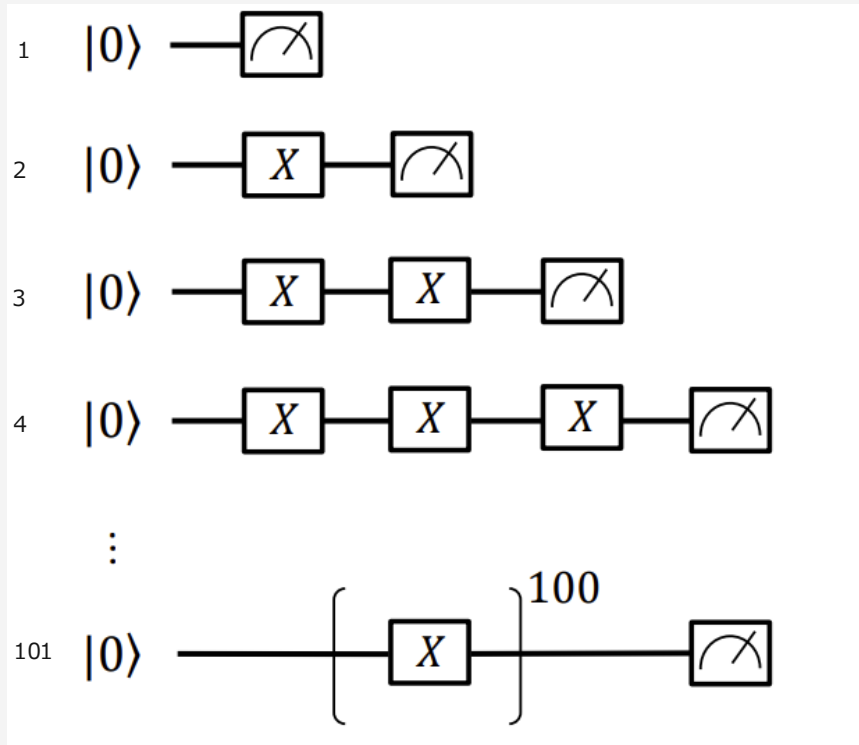 1 |0⟩
2 |0⟩ X
3 |0⟩ X X
4 |0⟩ X X X
⋮
100
101 |0⟩ X